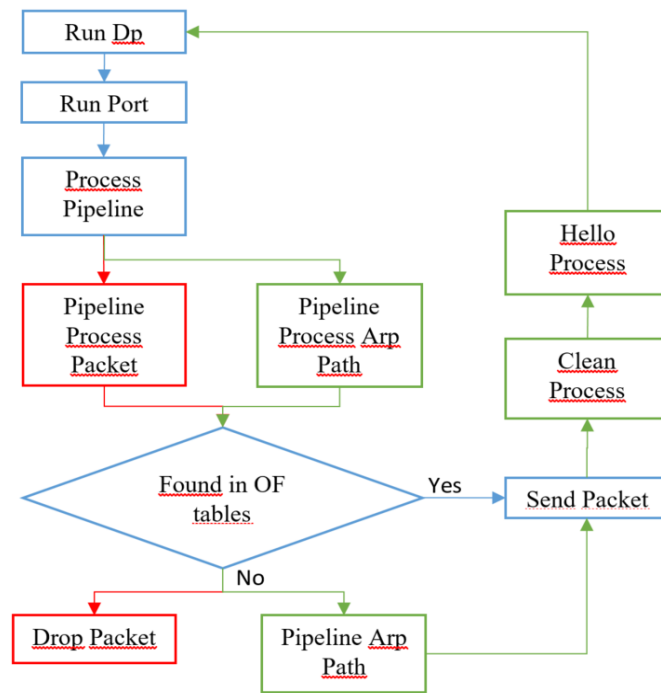 Run Dp
Run Port
Process
Pipeline
Hello
Process
Pipeline
Process
Packet
Pipeline
Process Arp
Path
Clean
Process
Found in OF
tables
Yes
Send Packet
No
Drop Packet
Pipeline Arp
Path